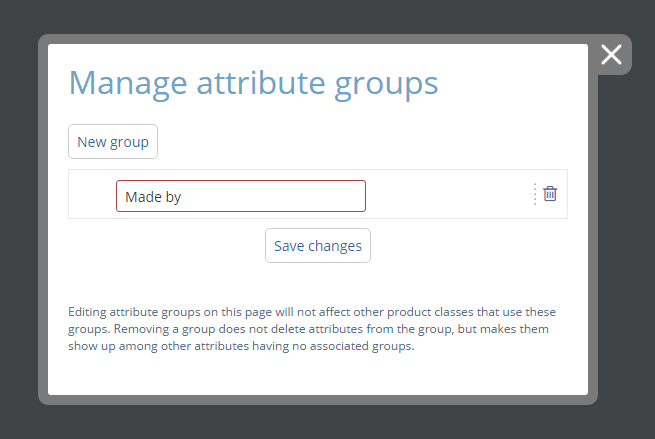 Manage attribute groups
New group
Made by
Save changes
Editing attribute groups on this page will not affect other product classes that use these
groups. Removing a group does not delete attributes from the group, but makes them
show up among other attributes having no associated groups.